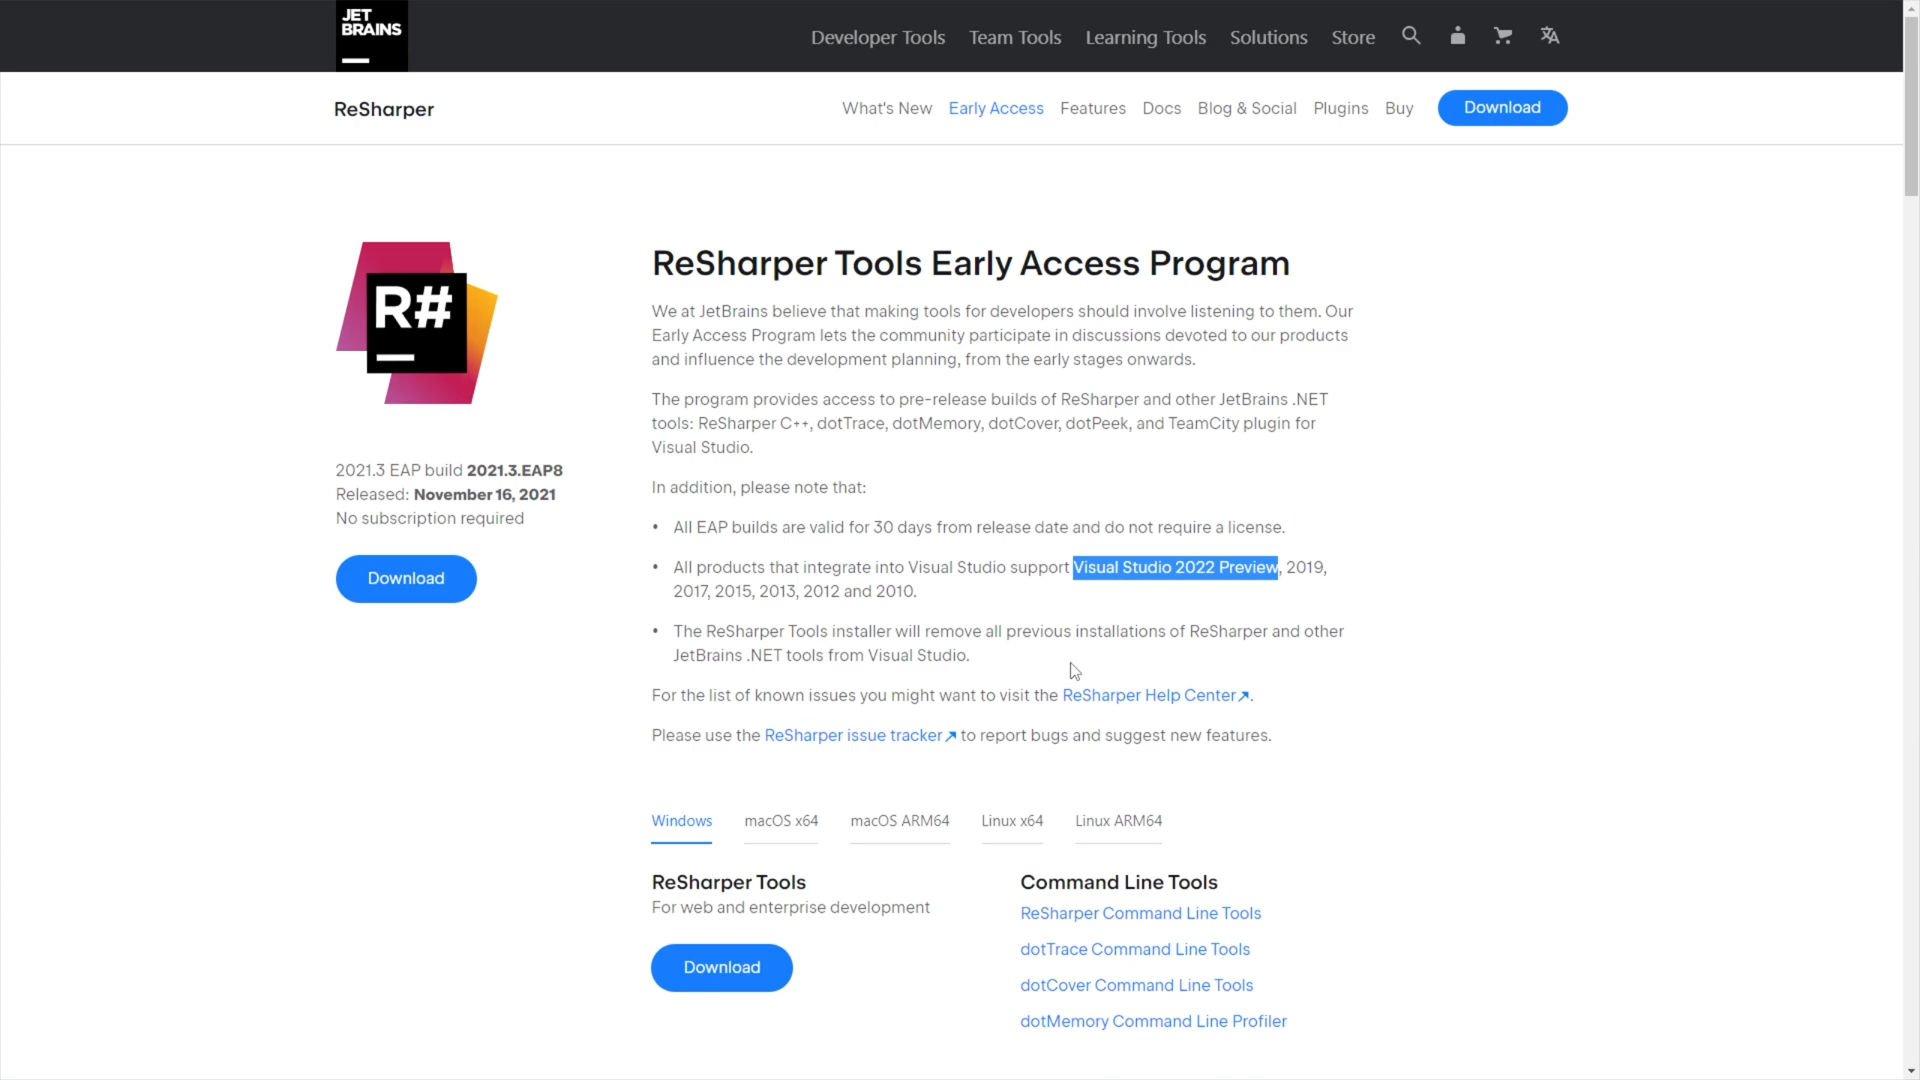 JET
BRAINS
Developer Tools Team Tools Learning Tools Solutions Store
ReSharper
What's New Early Access Features Docs Blog & Social Plugins Buy Download
R#
ReSharper Tools Early Access Program
We at JetBrains believe that making tools for developers should involve listening to them. Our
Early Access Program lets the community participate in discussions devoted to our products
and influence the development planning, from the early stages onwards.
The program provides access to pre-release builds of ReSharper and other JetBrains .NET
tools: ReSharper C++, dotTrace, dotMemory, dotCover, dotPeek, and TeamCity plugin for
Visual Studio.
2021.3 EAP build 2021.3.EAP8
Released: November 16, 2021
No subscription required
Download
In addition, please note that:
• All EAP builds are valid for 30 days from release date and do not require a license.
• All products that integrate into Visual Studio support Visual Studio 2022 Preview, 2019,
2017, 2015, 2013, 2012 and 2010.
• The ReSharper Tools installer will remove all previous installations of ReSharper and other
JetBrains .NET tools from Visual Studio.
For the list of known issues you might want to visit the ReSharper Help Center↗.
Please use the ReSharper issue tracker↗ to report bugs and suggest new features.
Windows macOS x64 macOS ARM64 Linux x64 Linux ARM64
ReSharper Tools
For web and enterprise development
Download
Command Line Tools
ReSharper Command Line Tools
dotTrace Command Line Tools
dotCover Command Line Tools
dotMemory Command Line Profiler